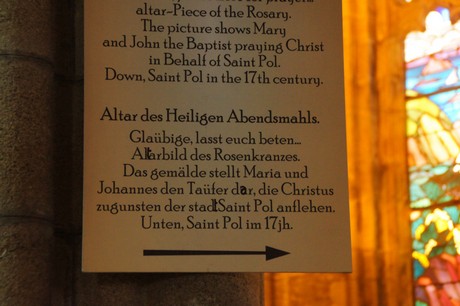 altar-Piece of the Rosary.
The picture shows Mary
and John the Baptist praying Christ
in Behalf of Saint Pol.
Down, Saint Pol in the 17th century.
Altar des Heiligen Abendsmahls.
Glaübige, lasst euch beten...
Altarbild des Rosenkranzes.
Das gemälde stellt Maria und
Johannes den Taüfer dar, die Christus
zugunsten der stadt Saint Pol anflehen.
Unten, Saint Pol im 17jh.